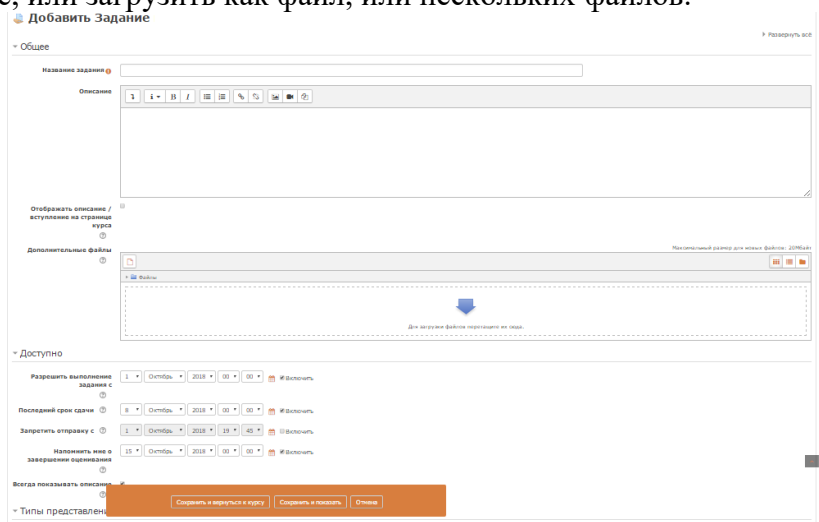 е, или загрузить как файл, или нескольких файлов.
Добавить Задание
Развернуть всё
Общее
Название задания
Описание
Отображать описание /
вступление на странице
курса
Дополнительные файлы
Максимальный размер для новых файлов: 20Мбайт
Файлы
Для загрузки файлов перетащите их сюда.
Доступно
Разрешить выполнение 1 Октябрь 2018 00 00 Включить
задания с
Последний срок сдачи 8 Октябрь 2018 00 00 Включить
Запретить отправку с 1 Октябрь 2018 19 45 Включить
Напомнить мне о 15 Октябрь 2018 00 00 Включить
завершении оценивания
Всегда показывать описание
Сохранить и вернуться к курсу Сохранить и показать Отмена
Типы представлени